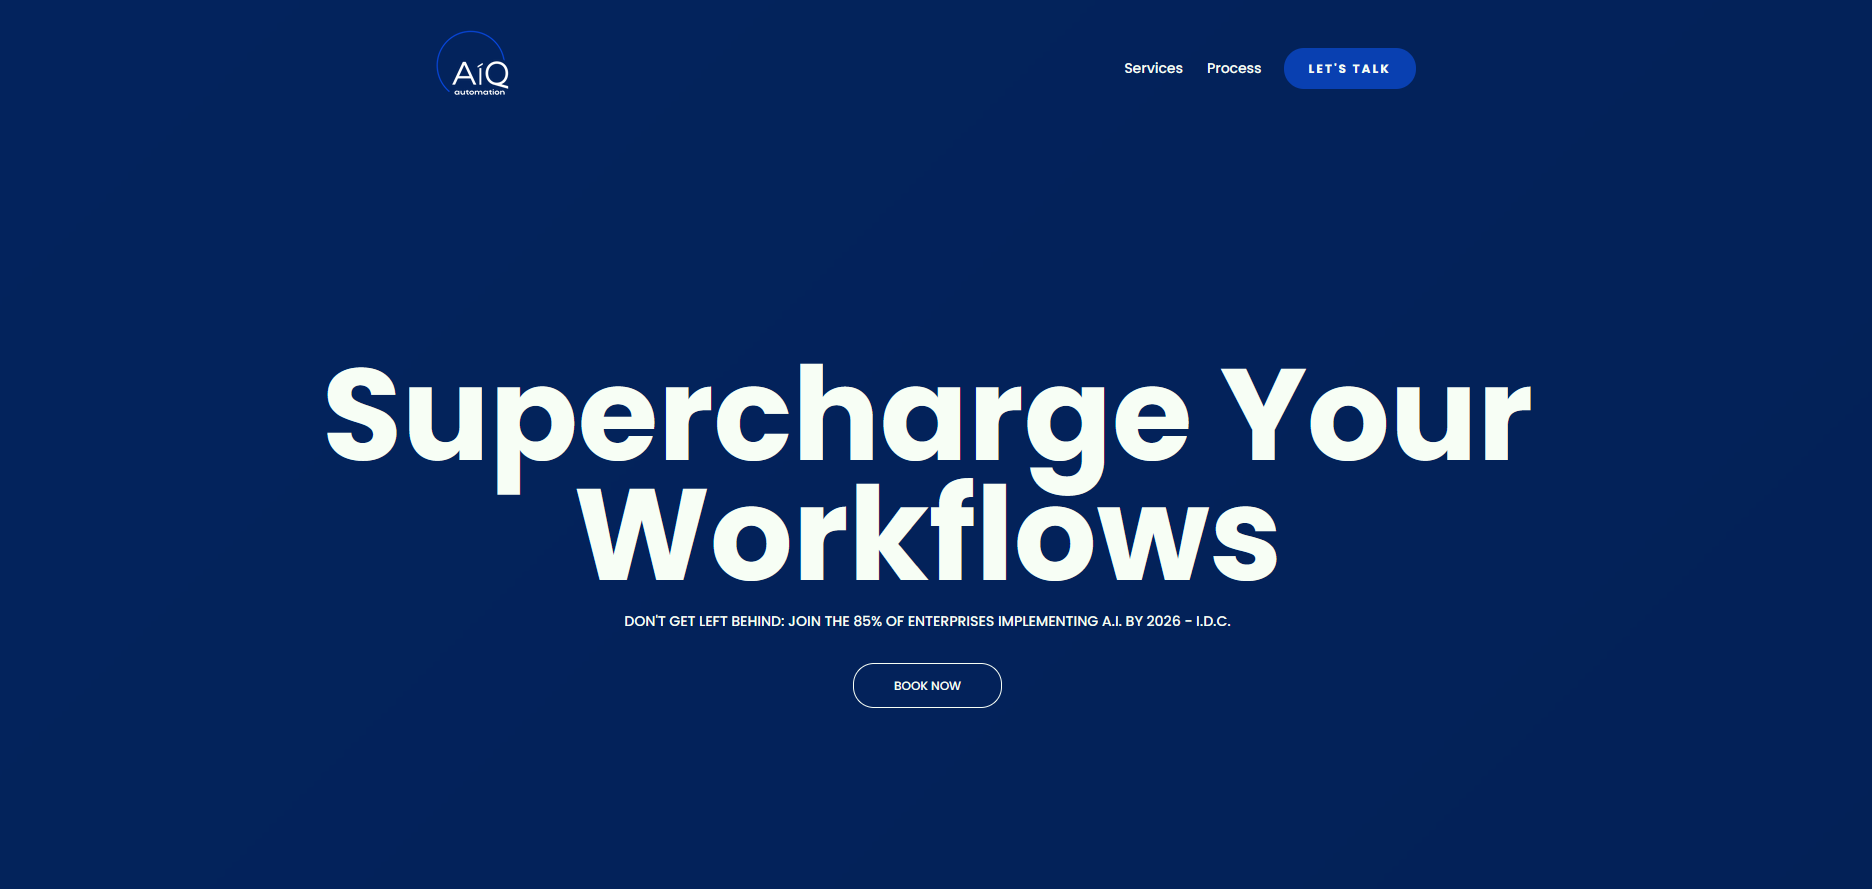 AíQ
automation
Services Process LET'S TALK
Supercharge Your
Workflows
DON'T GET LEFT BEHIND: JOIN THE 85% OF ENTERPRISES IMPLEMENTING A.I. BY 2026 - I.D.C.
BOOK NOW